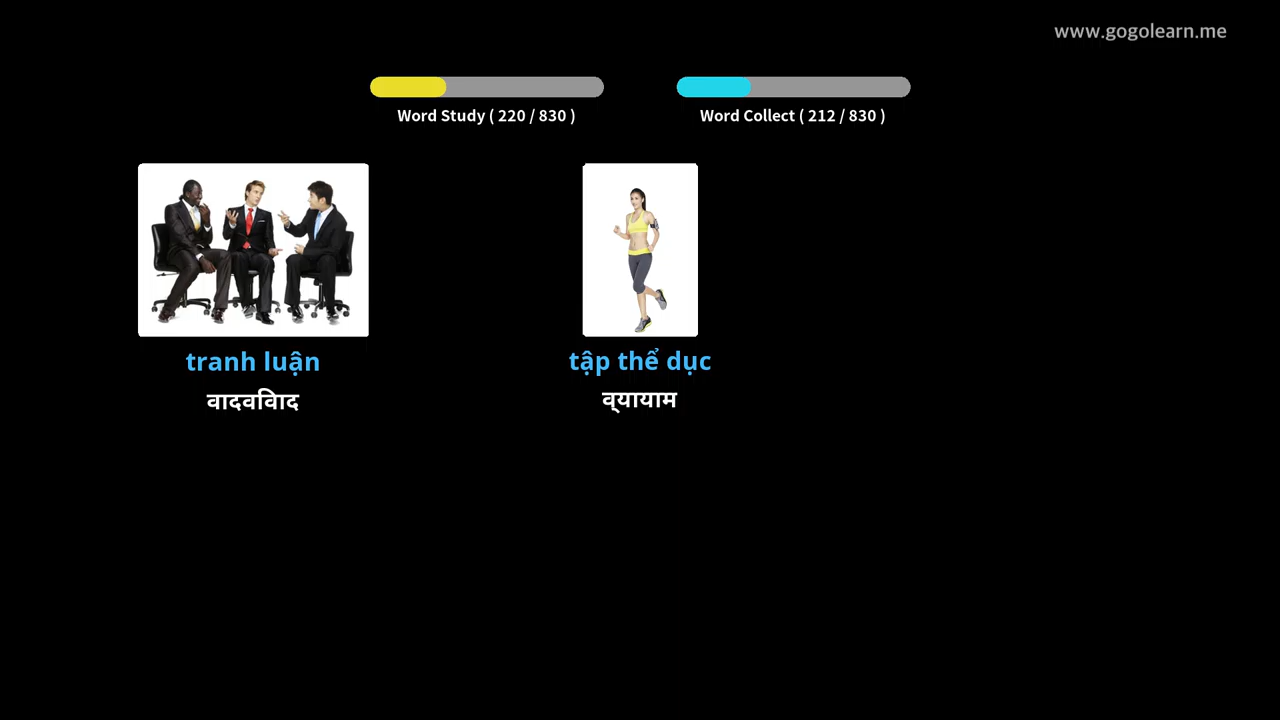 www.gogolearn.me
Word Study ( 220 / 830 )
Word Collect ( 212 / 830 )
tranh luận
वादविवाद
tập thể dục
व्यायाम